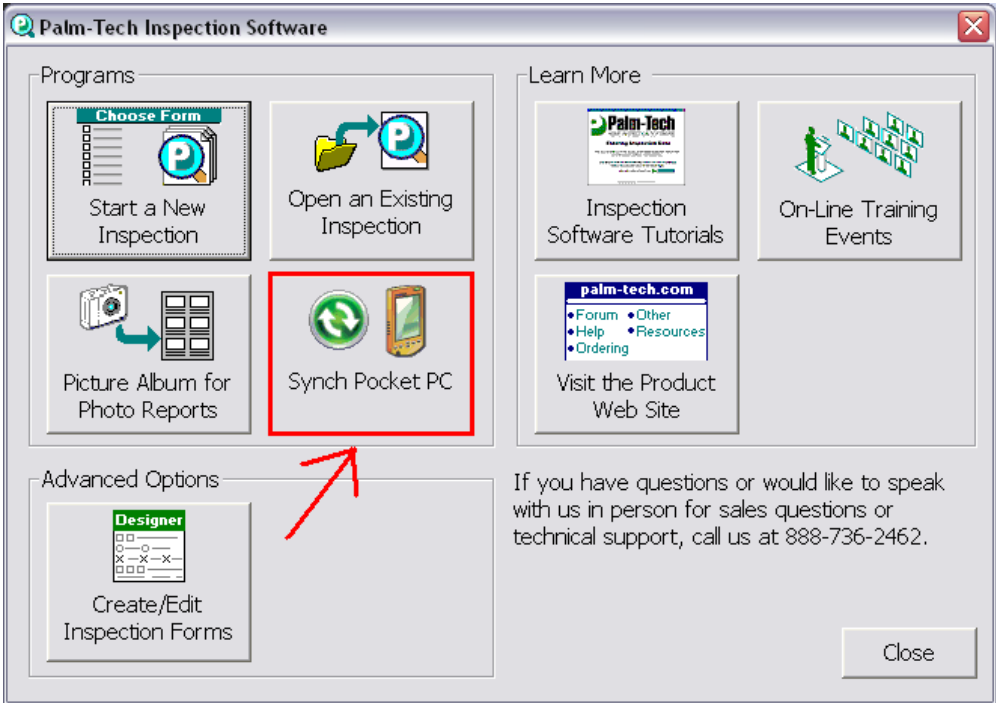 Palm-Tech Inspection Software
Programs
Choose Form
Start a New
Inspection
Open an Existing
Inspection
Picture Album for
Photo Reports
Synch Pocket PC
Learn More
Palm-Tech
Inspection
Software Tutorials
On-Line Training
Events
palm-tech.com
•Forum •Other
•Help •Resources
•Ordering
Visit the Product
Web Site
Advanced Options
Designer
Create/Edit
Inspection Forms
If you have questions or would like to speak
with us in person for sales questions or
technical support, call us at 888-736-2462.
Close